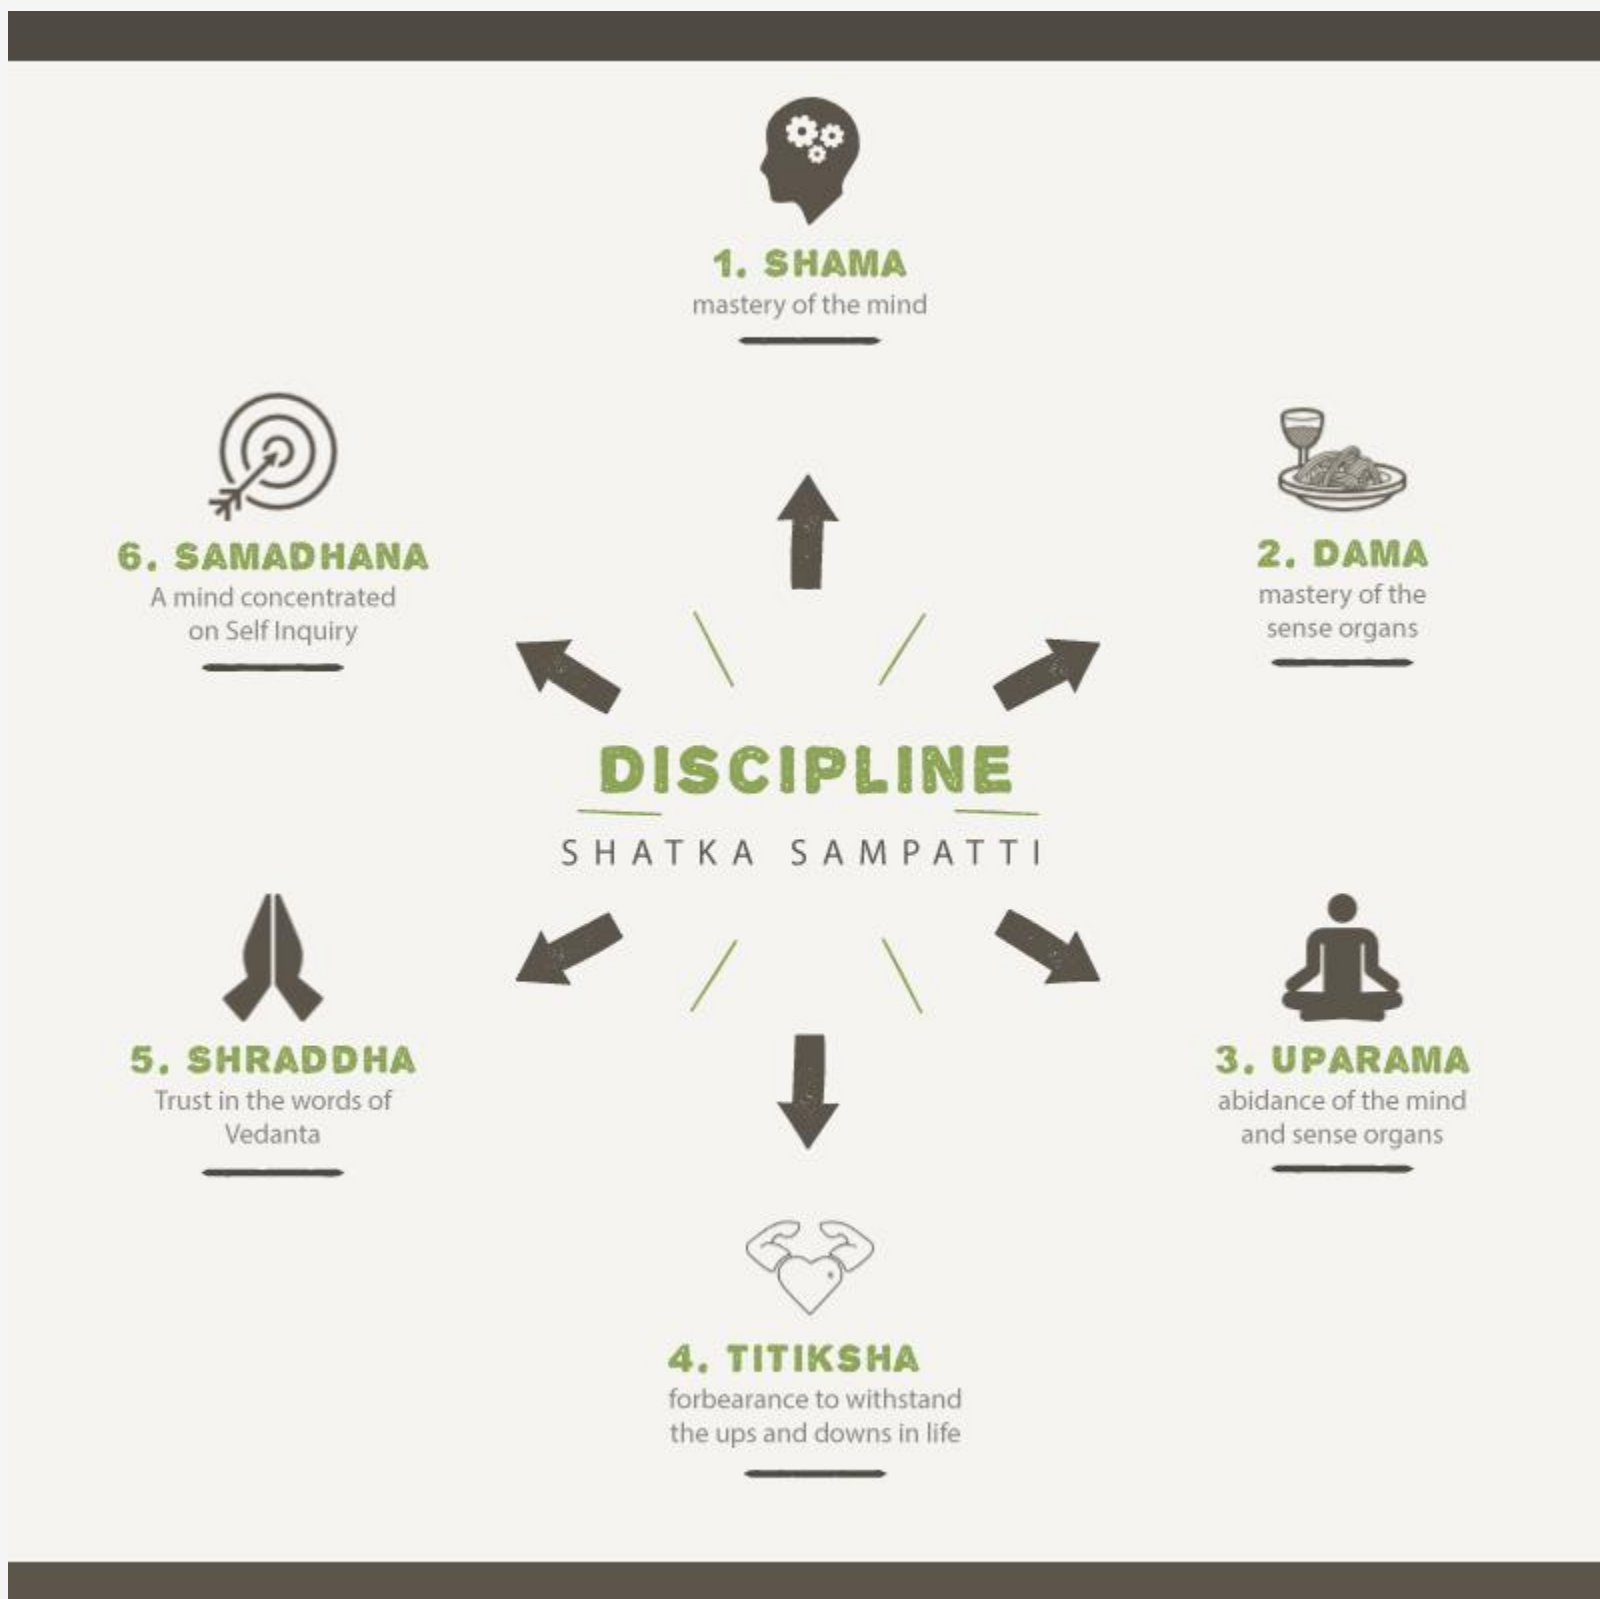 1. SHAMA
mastery of the mind
2. DAMA
mastery of the
sense organs
3. UPARAMA
abidance of the mind
and sense organs
4. TITIKSHA
forbearance to withstand
the ups and downs in life
5. SHRADDHA
Trust in the words of
Vedanta
6. SAMADHANA
A mind concentrated
on Self Inquiry
DISCIPLINE
SHATKA SAMPATTI